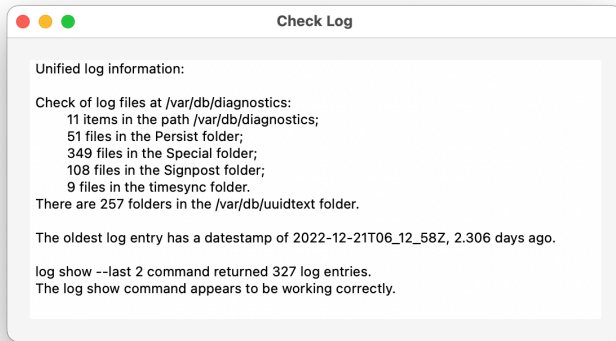 Check Log
Unified log information:
Check of log files at /var/db/diagnostics:
11 items in the path /var/db/diagnostics;
51 files in the Persist folder;
349 files in the Special folder;
108 files in the Signpost folder;
9 files in the timesync folder.
There are 257 folders in the /var/db/uuidtext folder.
The oldest log entry has a datestamp of 2022-12-21T06_12_58Z, 2.306 days ago.
log show --last 2 command returned 327 log entries.
The log show command appears to be working correctly.